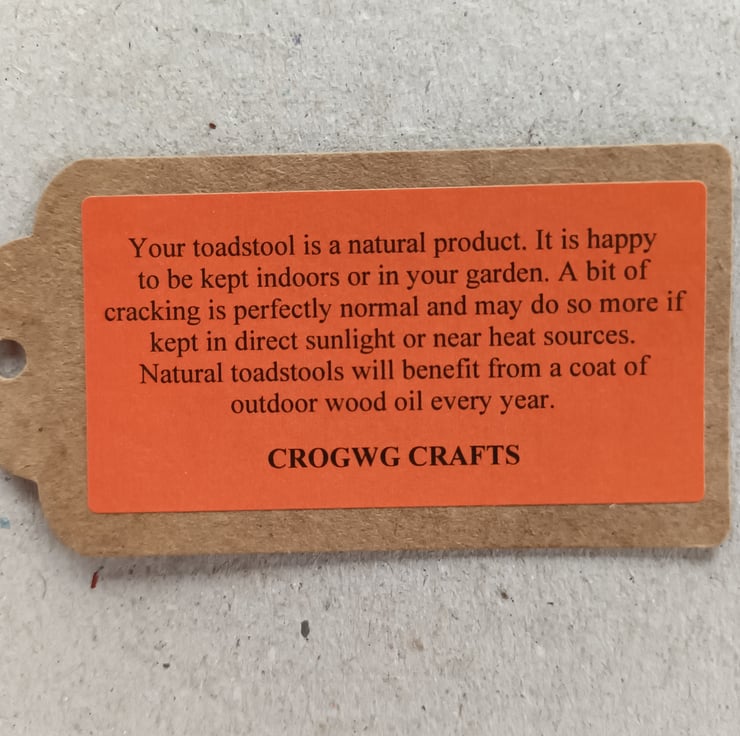 Your toadstool is a natural product. It is happy
to be kept indoors or in your garden. A bit of
cracking is perfectly normal and may do so more if
kept in direct sunlight or near heat sources.
Natural toadstools will benefit from a coat of
outdoor wood oil every year.
CROGWG CRAFTS